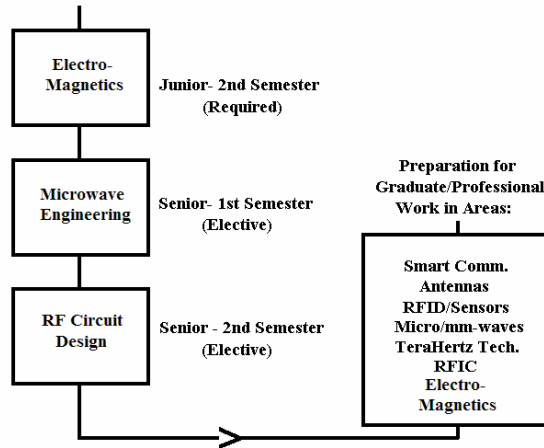 Electro-
Magnetics
Junior- 2nd Semester
(Required)
Microwave
Engineering
Senior- 1st Semester
(Elective)
RF Circuit
Design
Senior - 2nd Semester
(Elective)
Preparation for
Graduate/Professional
Work in Areas:
Smart Comm.
Antennas
RFID/Sensors
Micro/mm-waves
TeraHertz Tech.
RFIC
Electro-
Magnetics